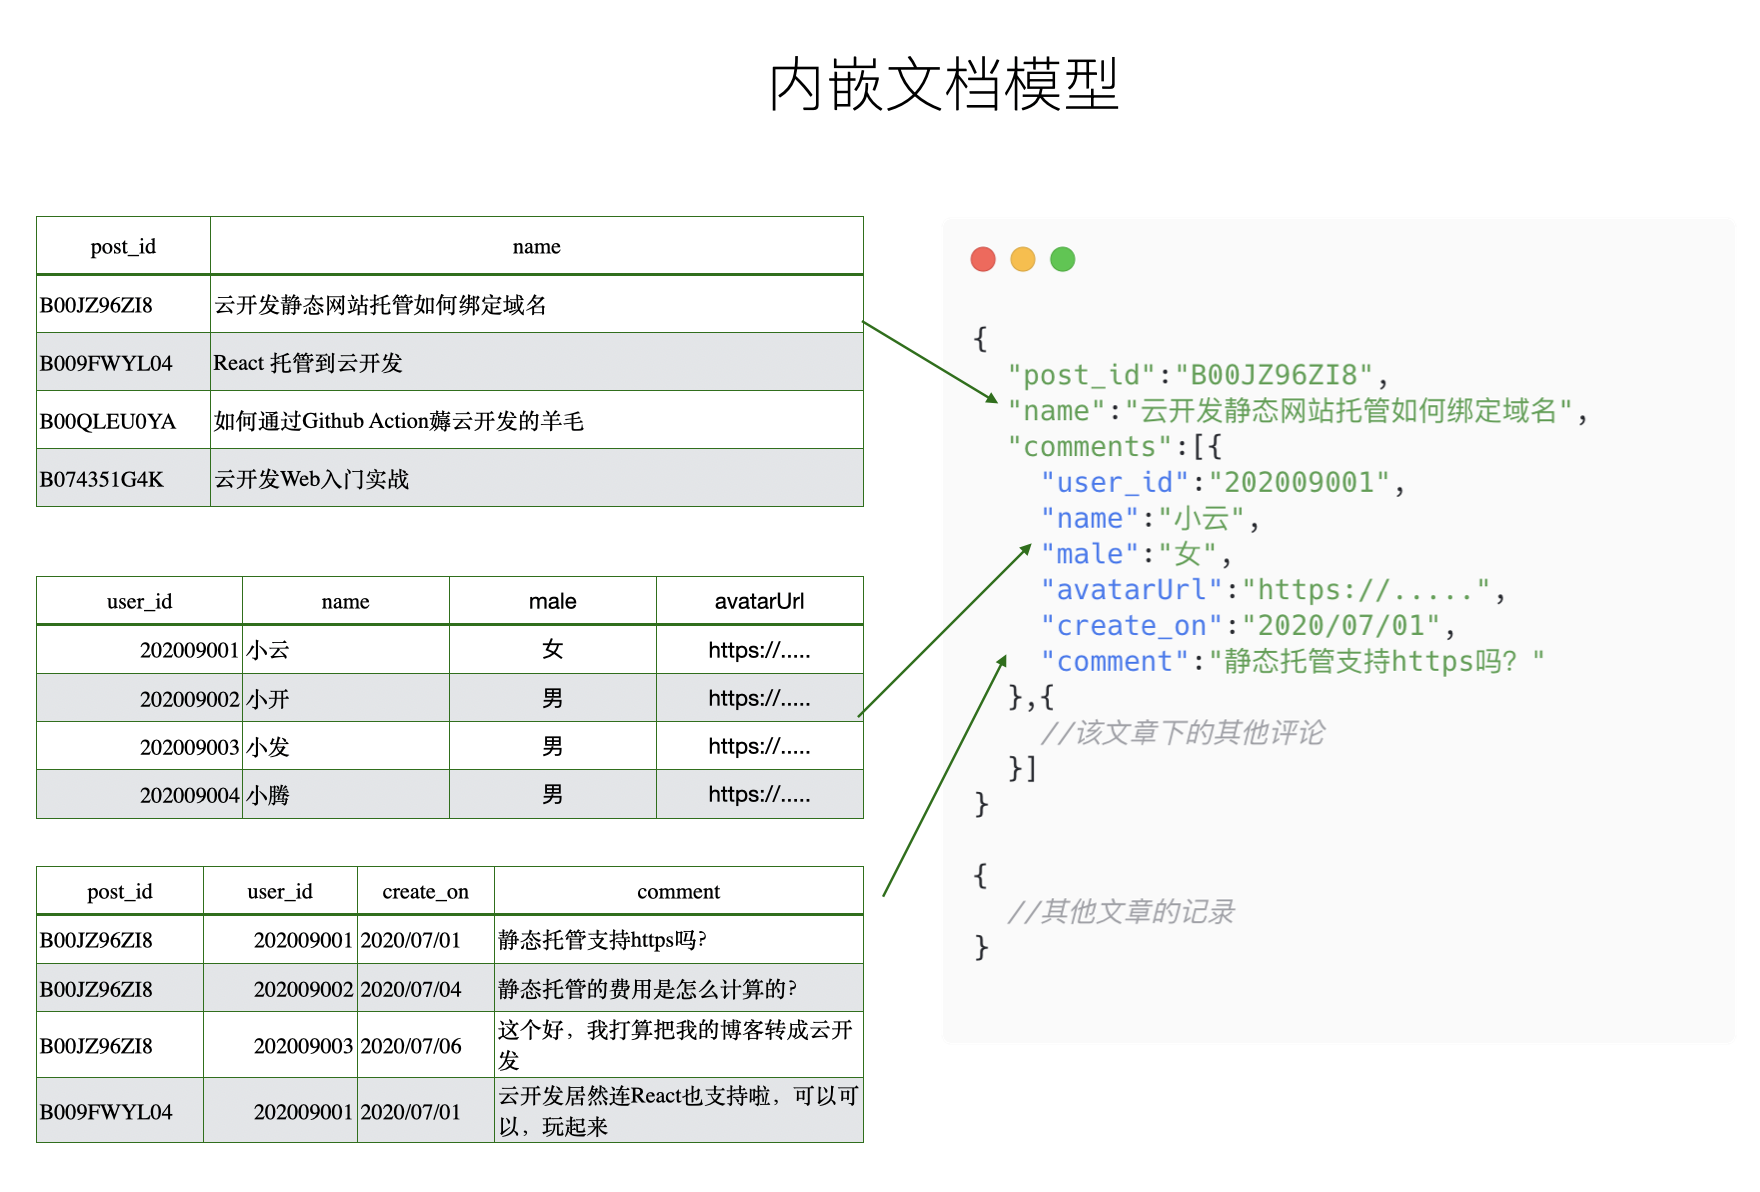 内嵌文档模型
post_id name
B00JZ96ZI8 云开发静态网站托管如何绑定域名
B009FWYL04 React 托管到云开发
B00QLEU0YA 如何通过Github Action薅云开发的羊毛
B074351G4K 云开发Web入门实战
user_id name male avatarUrl
202009001 小云 女 https://.....
202009002 小开 男 https://.....
202009003 小发 男 https://.....
202009004 小腾 男 https://.....
post_id user_id create_on comment
B00JZ96ZI8 202009001 2020/07/01 静态托管支持https吗?
B00JZ96ZI8 202009002 2020/07/04 静态托管的费用是怎么计算的?
B00JZ96ZI8 202009003 2020/07/06 这个好，我打算把我的博客转成云开
发
B009FWYL04 202009001 2020/07/01 云开发居然连React也支持啦，可以可
以，玩起来
{
"post_id":"B00JZ96ZI8",
"name":"云开发静态网站托管如何绑定域名",
"comments":[{
"user_id":"202009001",
"name":"小云",
"male":"女",
"avatarUrl":"https://.....",
"create_on":"2020/07/01",
"comment":"静态托管支持https吗？"
},{
//该文章下的其他评论
}]
}
{
//其他文章的记录
}